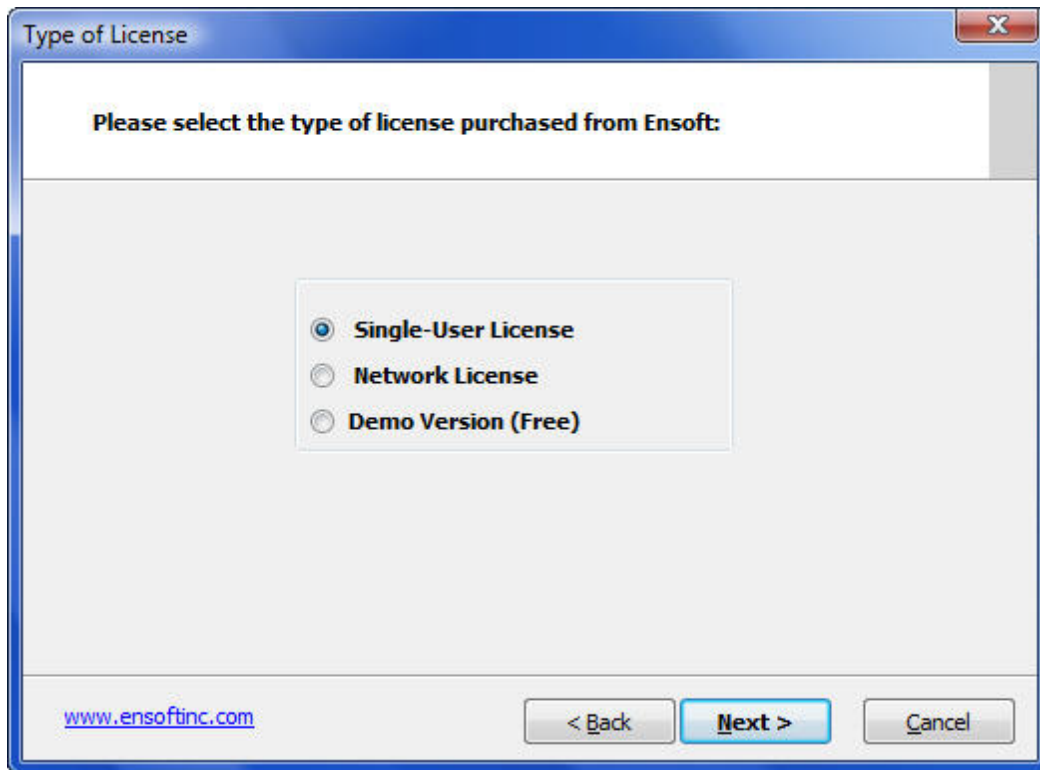 Type of License
Please select the type of license purchased from Ensoft:
Single-User License
Network License
Demo Version (Free)
www.ensoftinc.com
< Back
Next >
Cancel